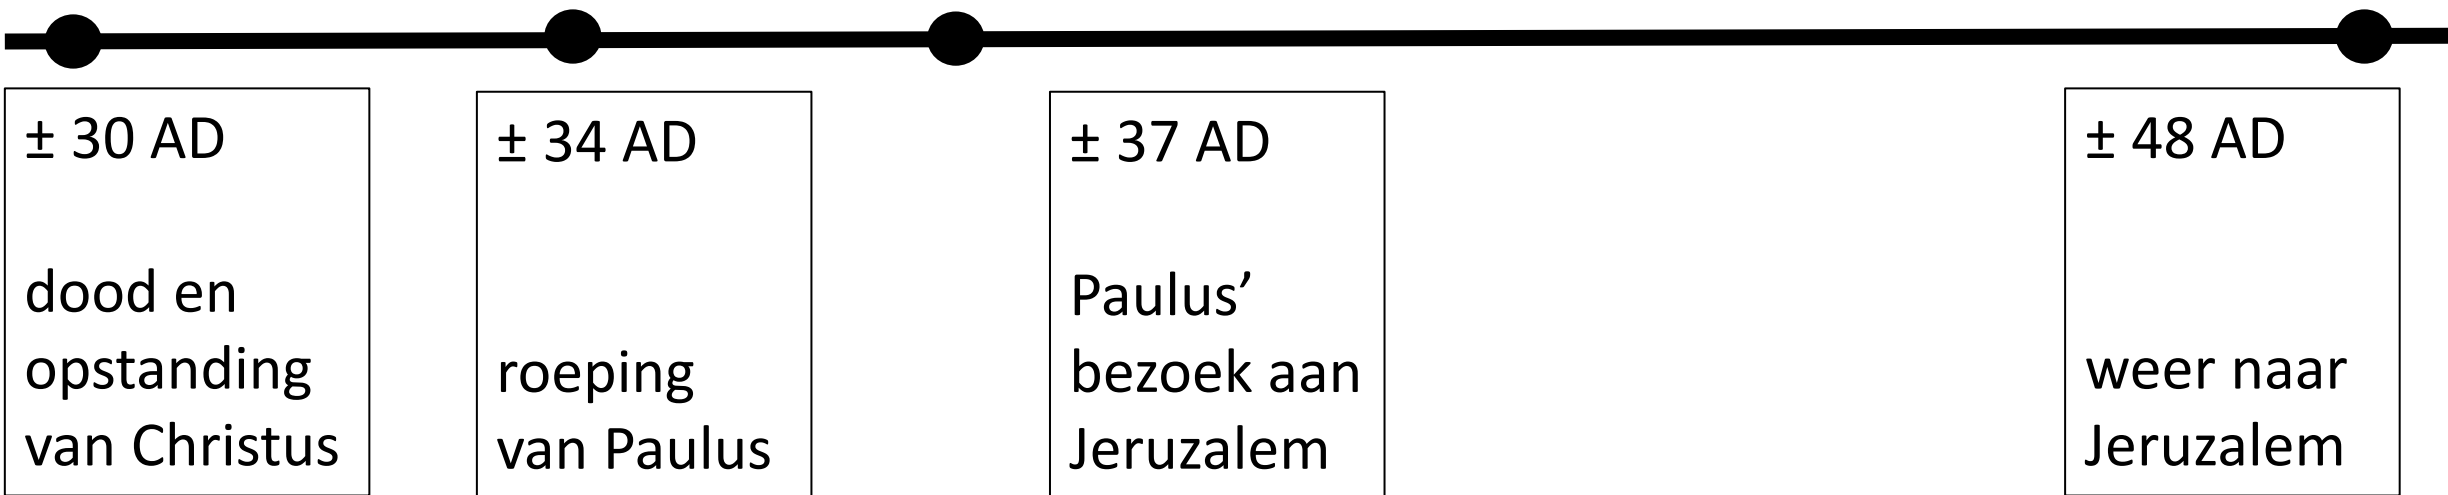 ± 30 AD
dood en
opstanding
van Christus
± 34 AD
roeping
van Paulus
± 37 AD
Paulus’
bezoek aan
Jeruzalem
± 48 AD
weer naar
Jeruzalem